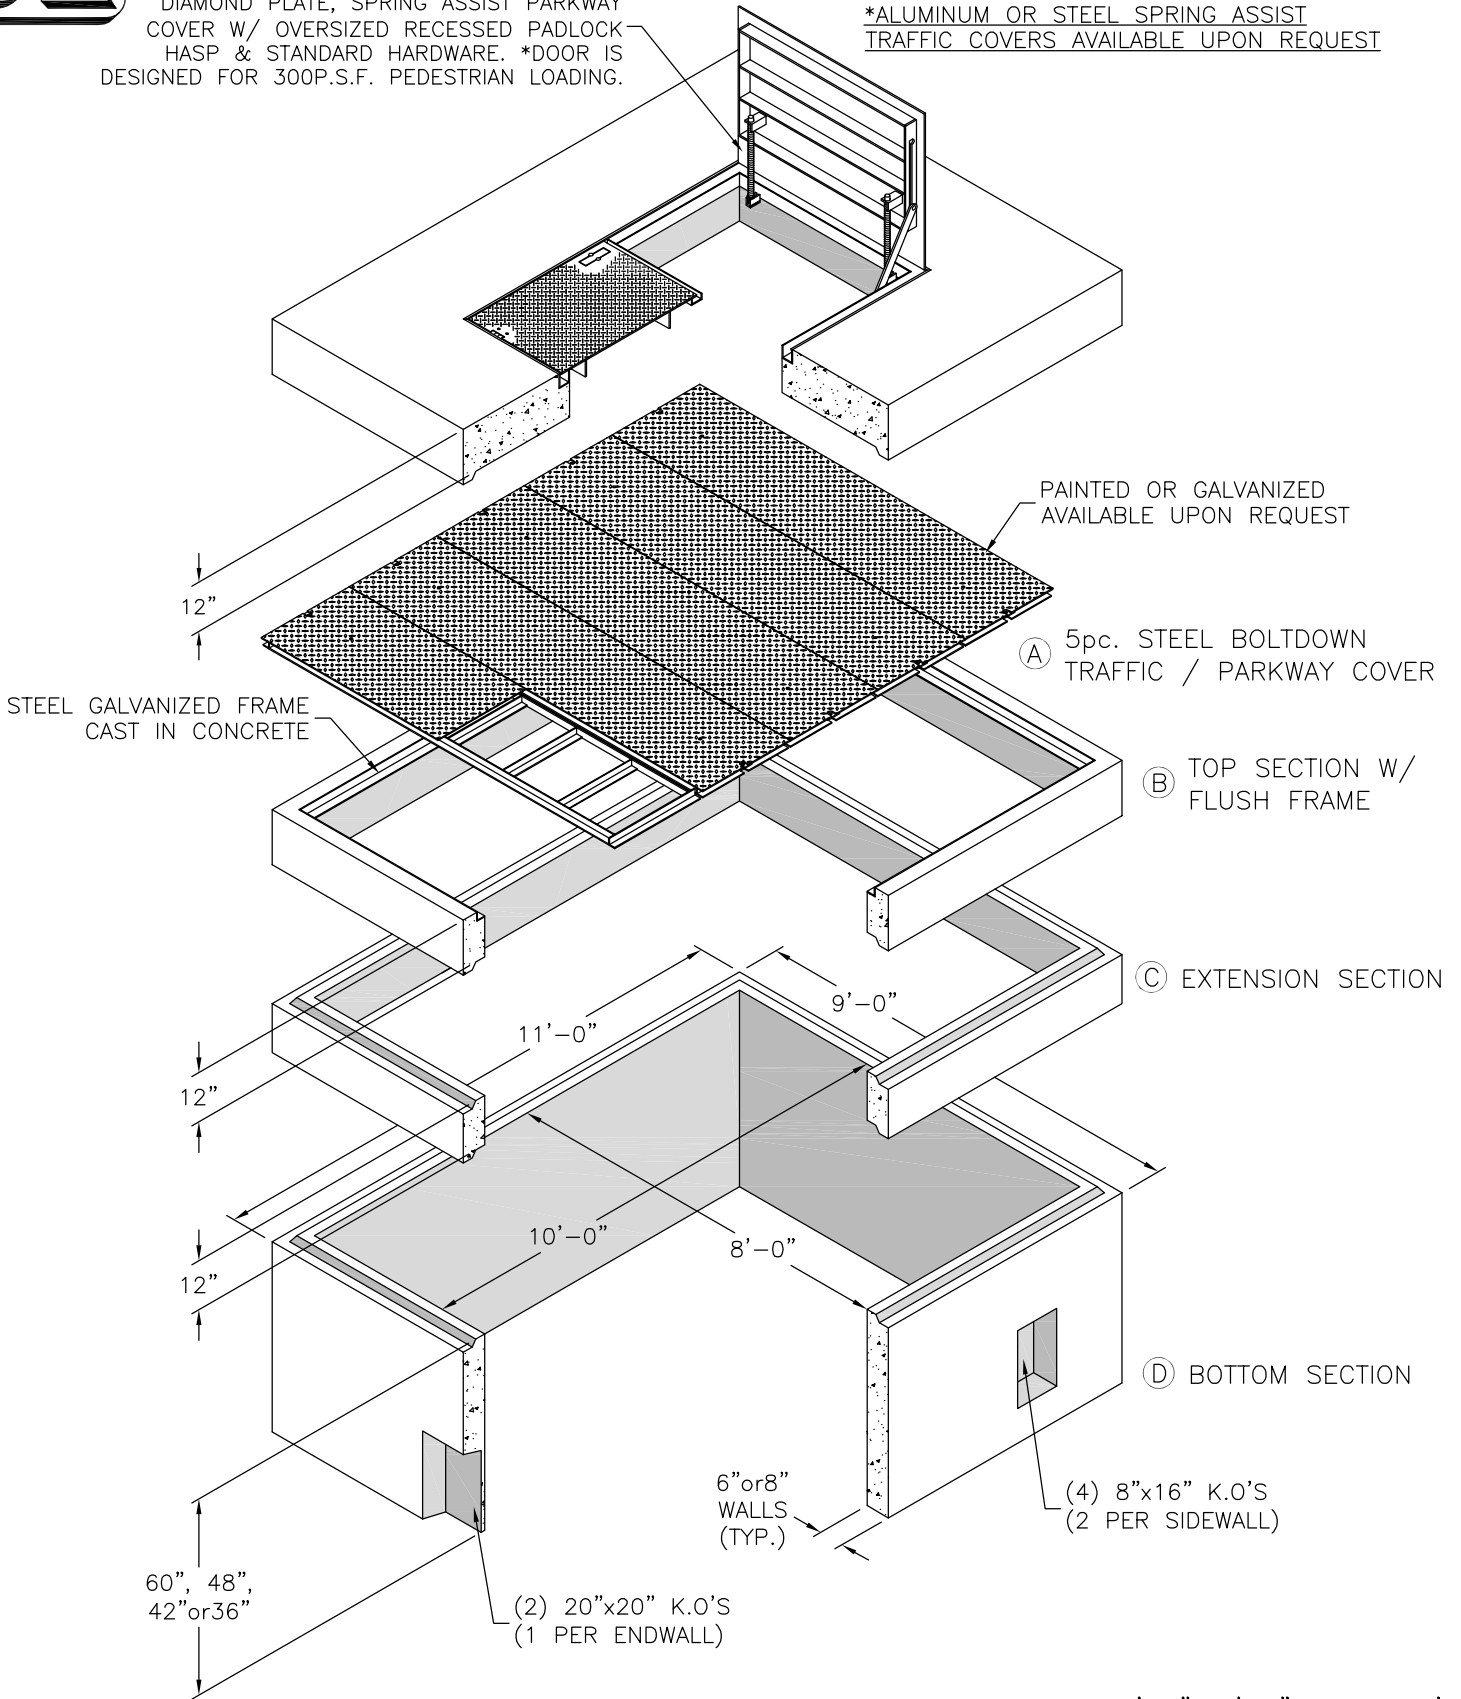 DIAMOND PLATE, SPRING ASSIST PARKWAY
COVER W/ OVERSIZED RECESSED PADLOCK
HASP & STANDARD HARDWARE. *DOOR IS
DESIGNED FOR 300P.S.F. PEDESTRIAN LOADING.
*ALUMINUM OR STEEL SPRING ASSIST
TRAFFIC COVERS AVAILABLE UPON REQUEST
PAINTED OR GALVANIZED
AVAILABLE UPON REQUEST
12"
A 5pc. STEEL BOLTDOWN
TRAFFIC / PARKWAY COVER
STEEL GALVANIZED FRAME
CAST IN CONCRETE
B TOP SECTION W/
FLUSH FRAME
C EXTENSION SECTION
9'-0"
11'-0"
12"
10'-0"
8'-0"
12"
D BOTTOM SECTION
6"or8"
WALLS
(TYP.)
(4) 8"x16" K.O'S
(2 PER SIDEWALL)
60", 48",
42"or36"
(2) 20"x20" K.O'S
(1 PER ENDWALL)